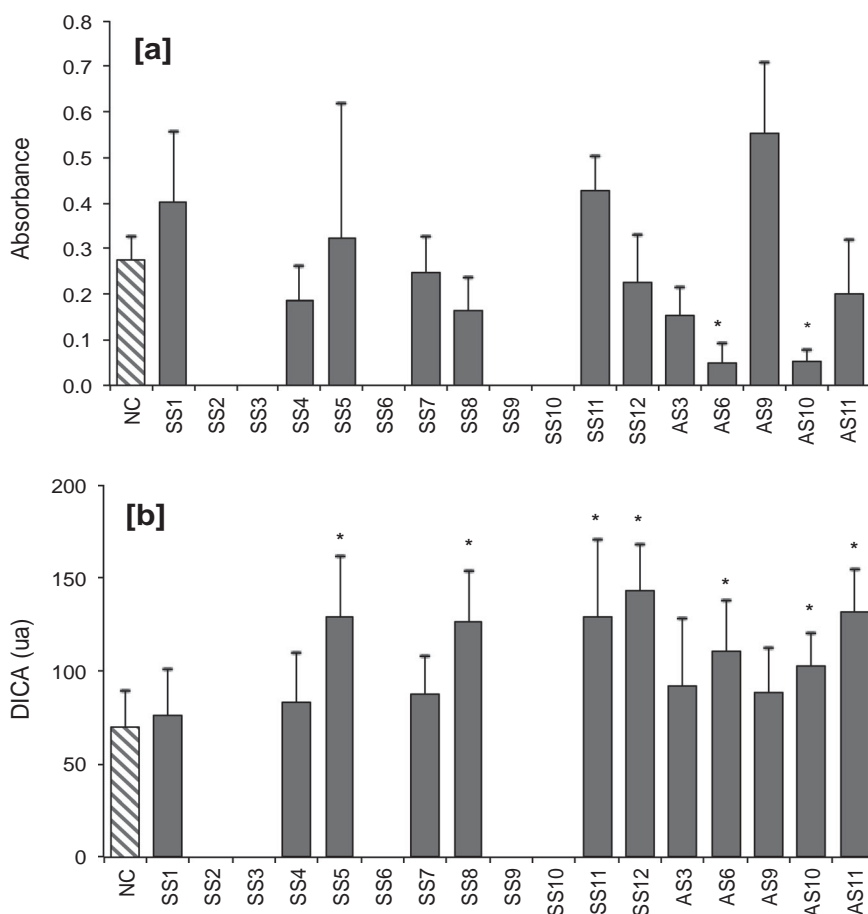 [a]
Absorbance
0.8
0.7
0.6
0.5
0.4
0.3
0.2
0.1
0.0
* *
NC SS1 SS2 SS3 SS4 SS5 SS6 SS7 SS8 SS9 SS10 SS11 SS12 AS3 AS6 AS9 AS10 AS11
[b]
DICA (ua)
200
150
100
50
0
* * * * * * *
NC SS1 SS2 SS3 SS4 SS5 SS6 SS7 SS8 SS9 SS10 SS11 SS12 AS3 AS6 AS9 AS10 AS11